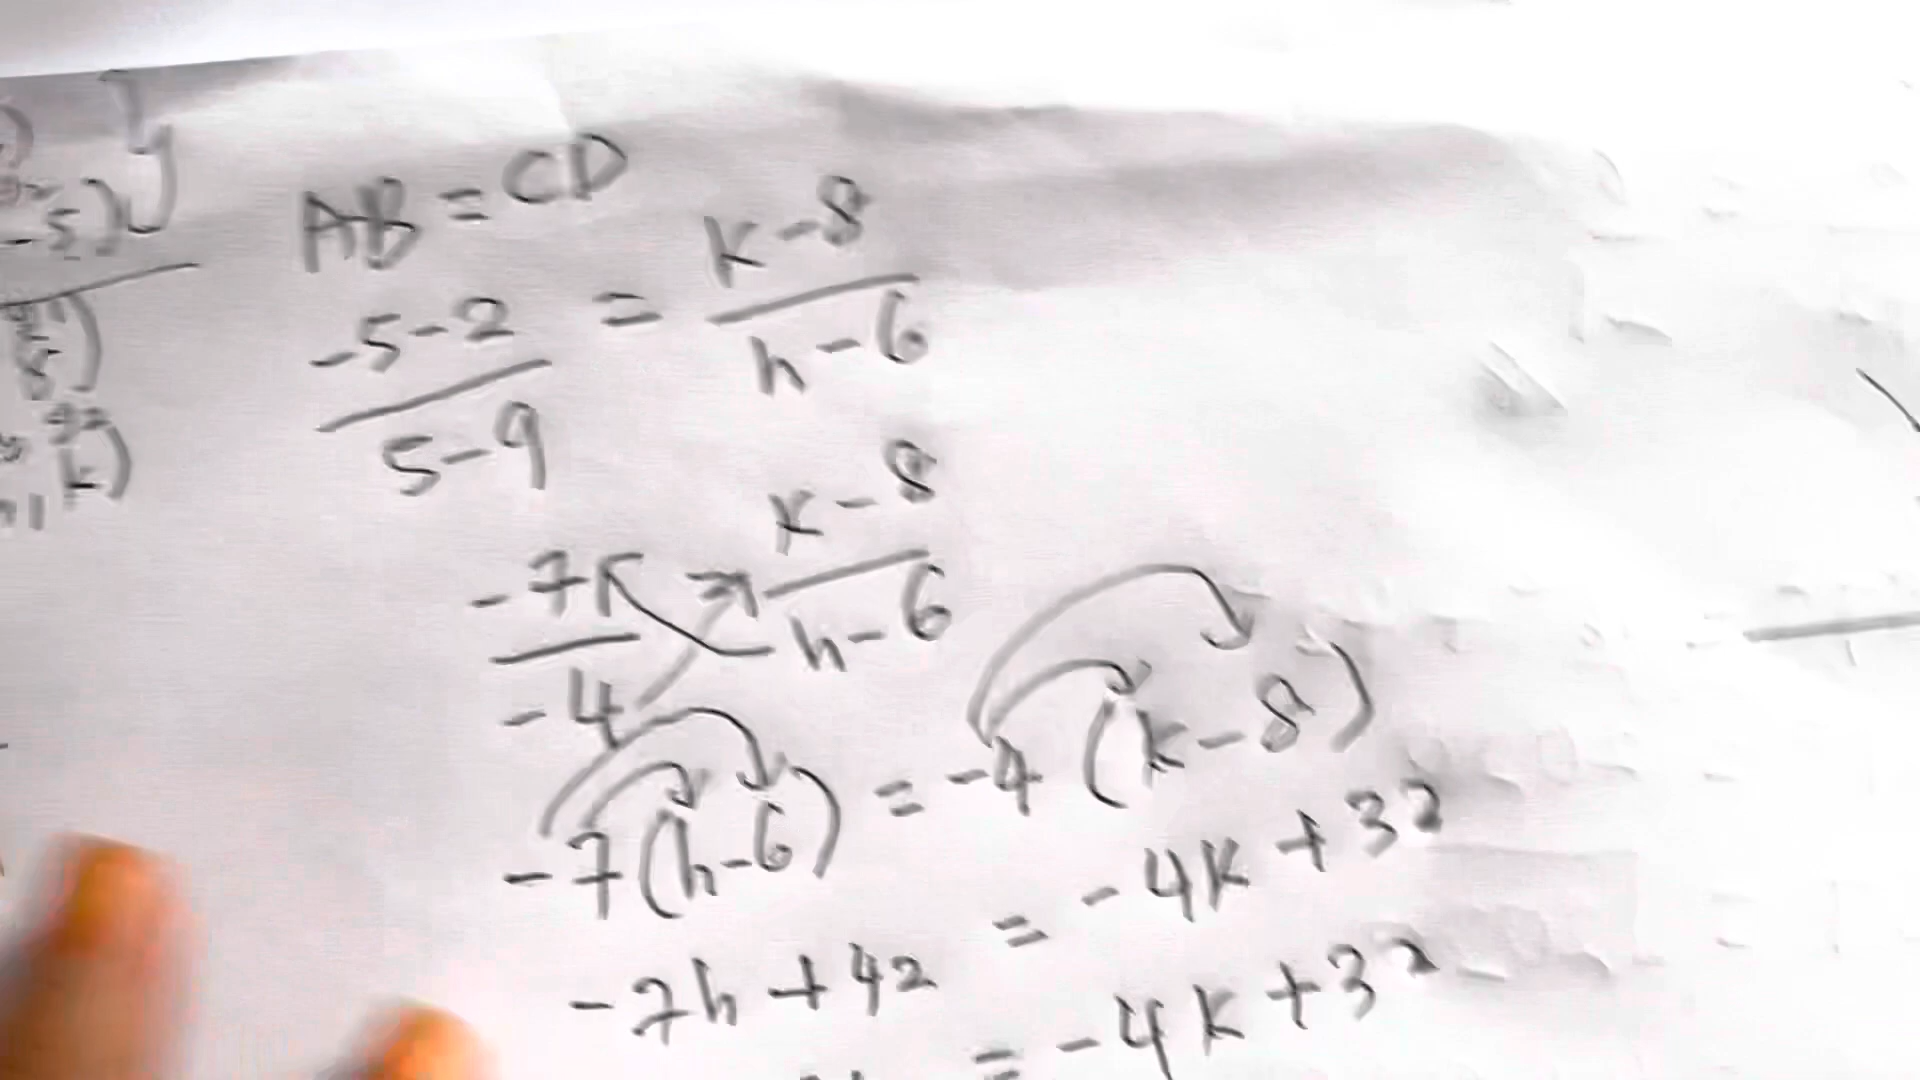 AB = CD
-5-2 / 5-9 = k-8 / h-6
-7 / -4 = k-8 / h-6
-7(h-6) = -4(k-8)
-7h+42 = -4k+32
= -4k+32
-5)
k)